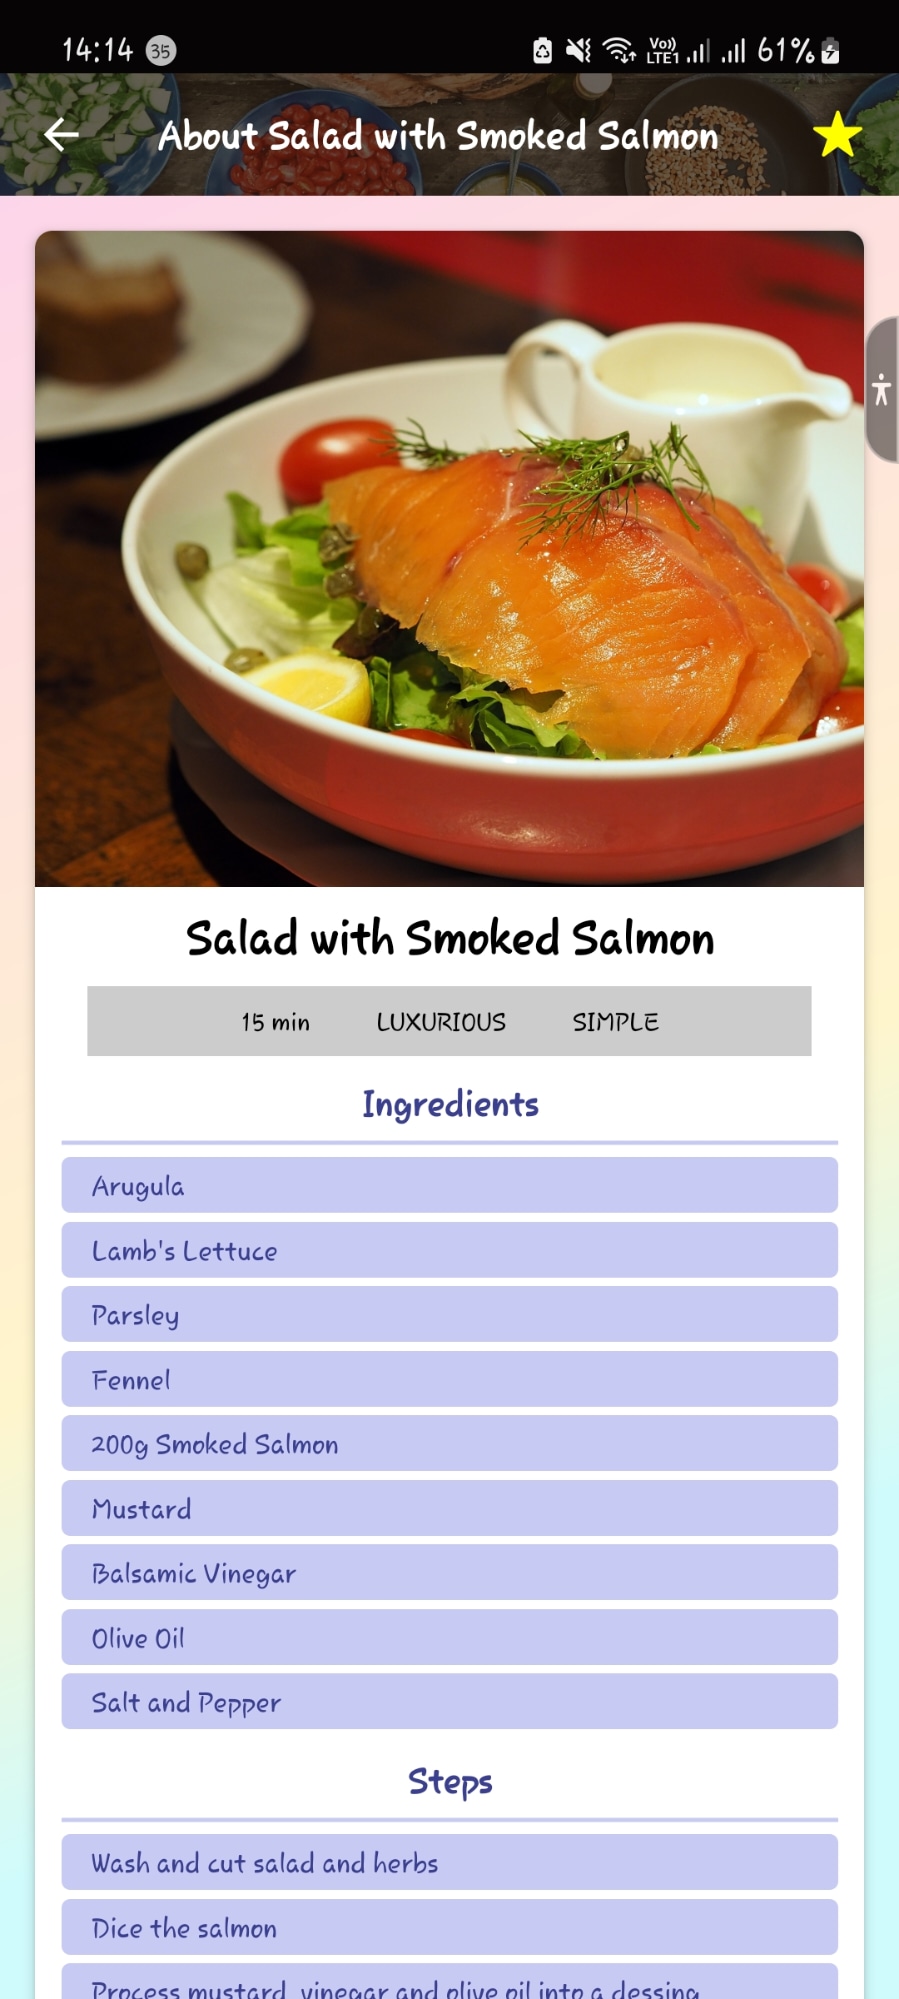 14:14 35 Vo)) LTE1 61%
About Salad with Smoked Salmon
Salad with Smoked Salmon
15 min LUXURIOUS SIMPLE
Ingredients
Arugula
Lamb's Lettuce
Parsley
Fennel
200g Smoked Salmon
Mustard
Balsamic Vinegar
Olive Oil
Salt and Pepper
Steps
Wash and cut salad and herbs
Dice the salmon
Process mustard, vinegar and olive oil into a dessing